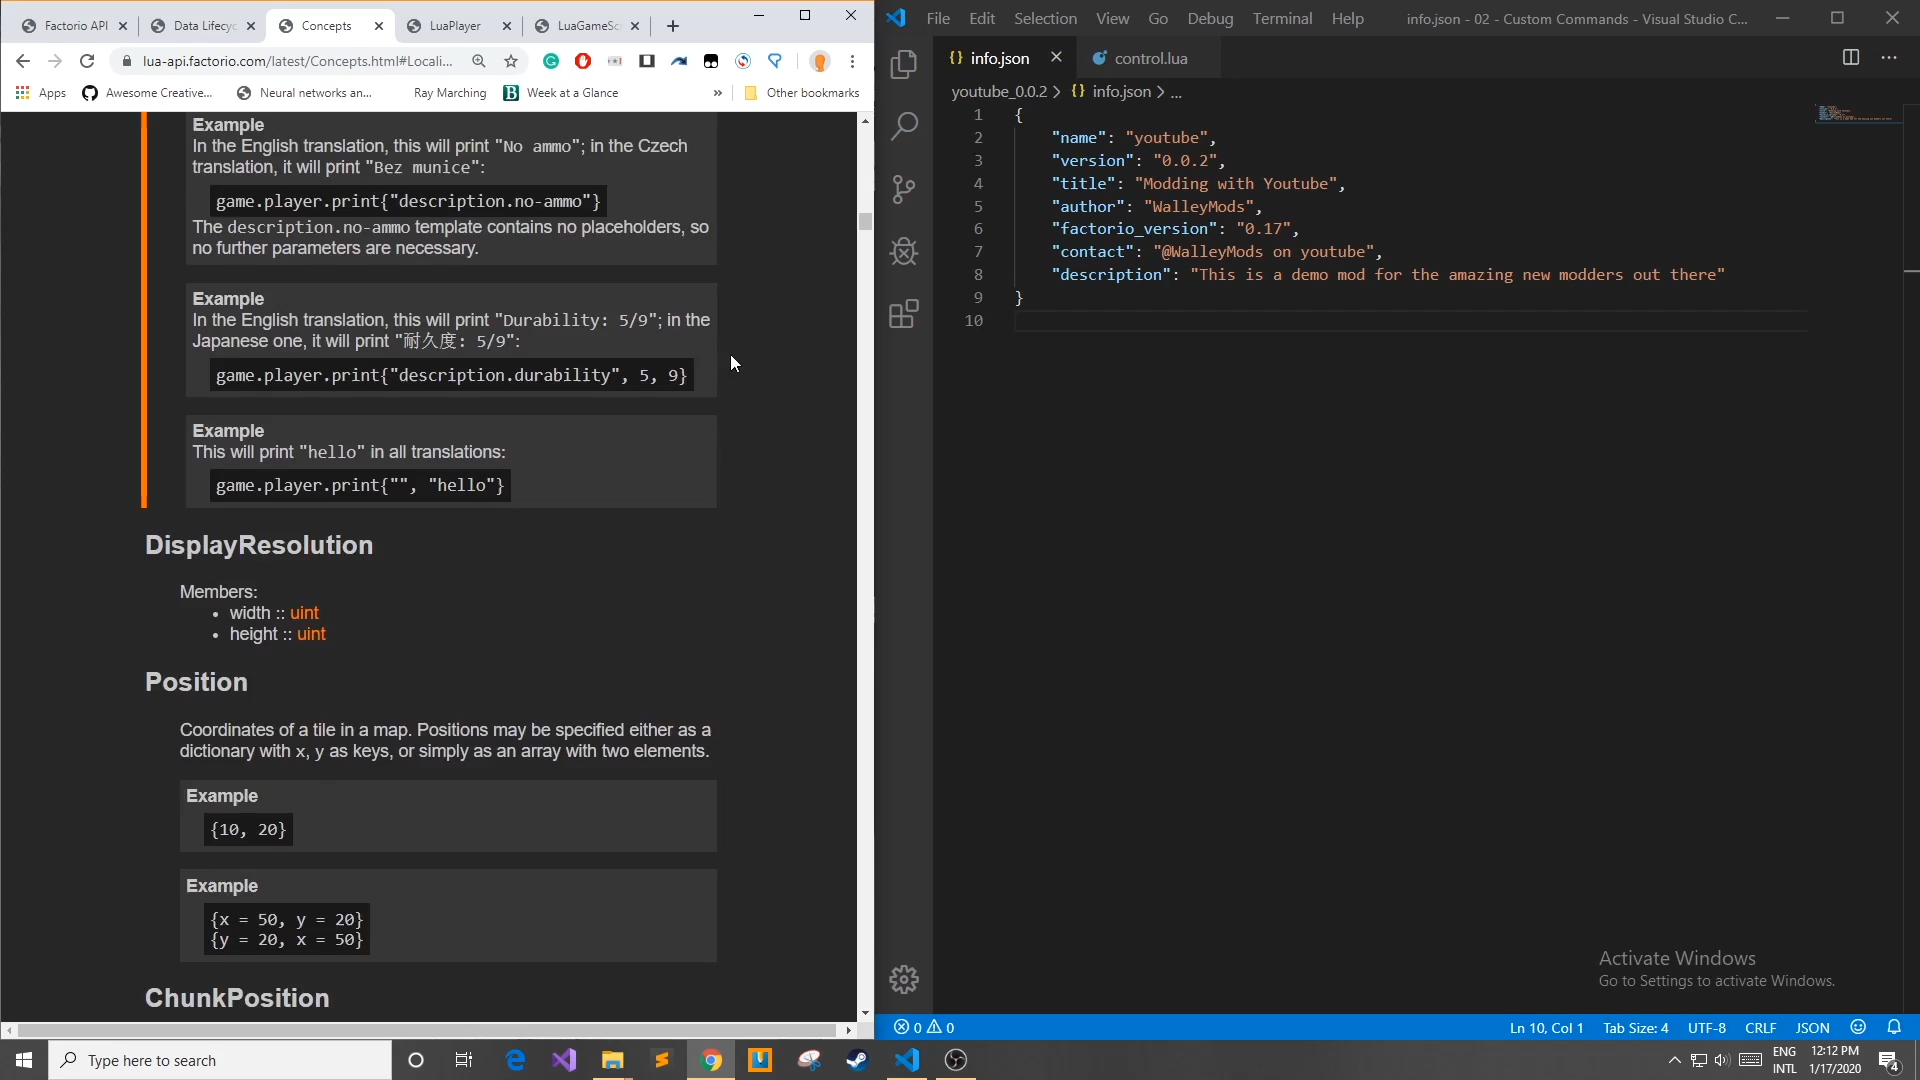 Factorio API
Data Lifecyc
Concepts
LuaPlayer
LuaGameSc
lua-api.factorio.com/latest/Concepts.html#Locali...
Apps
Awesome Creative...
Neural networks an...
Ray Marching
B Week at a Glance
»
Other bookmarks
Example
In the English translation, this will print "No ammo"; in the Czech
translation, it will print "Bez munice":
game.player.print{"description.no-ammo"}
The description.no-ammo template contains no placeholders, so
no further parameters are necessary.
Example
In the English translation, this will print "Durability: 5/9"; in the
Japanese one, it will print "耐久度: 5/9":
game.player.print{"description.durability", 5, 9}
Example
This will print "hello" in all translations:
game.player.print{"", "hello"}
DisplayResolution
Members:
• width :: uint
• height :: uint
Position
Coordinates of a tile in a map. Positions may be specified either as a
dictionary with x, y as keys, or simply as an array with two elements.
Example
{10, 20}
Example
{x = 50, y = 20}
{y = 20, x = 50}
ChunkPosition
File Edit Selection View Go Debug Terminal Help
info.json - 02 - Custom Commands - Visual Studio C...
{} info.json
control.lua
youtube_0.0.2 > {} info.json > ...
1 {
2 "name": "youtube",
3 "version": "0.0.2",
4 "title": "Modding with Youtube",
5 "author": "WalleyMods",
6 "factorio_version": "0.17",
7 "contact": "@WalleyMods on youtube",
8 "description": "This is a demo mod for the amazing new modders out there"
9 }
10
Activate Windows
Go to Settings to activate Windows.
0 0
Ln 10, Col 1 Tab Size: 4 UTF-8 CRLF JSON
Type here to search
ENG
INTL
12:12 PM
1/17/2020
4